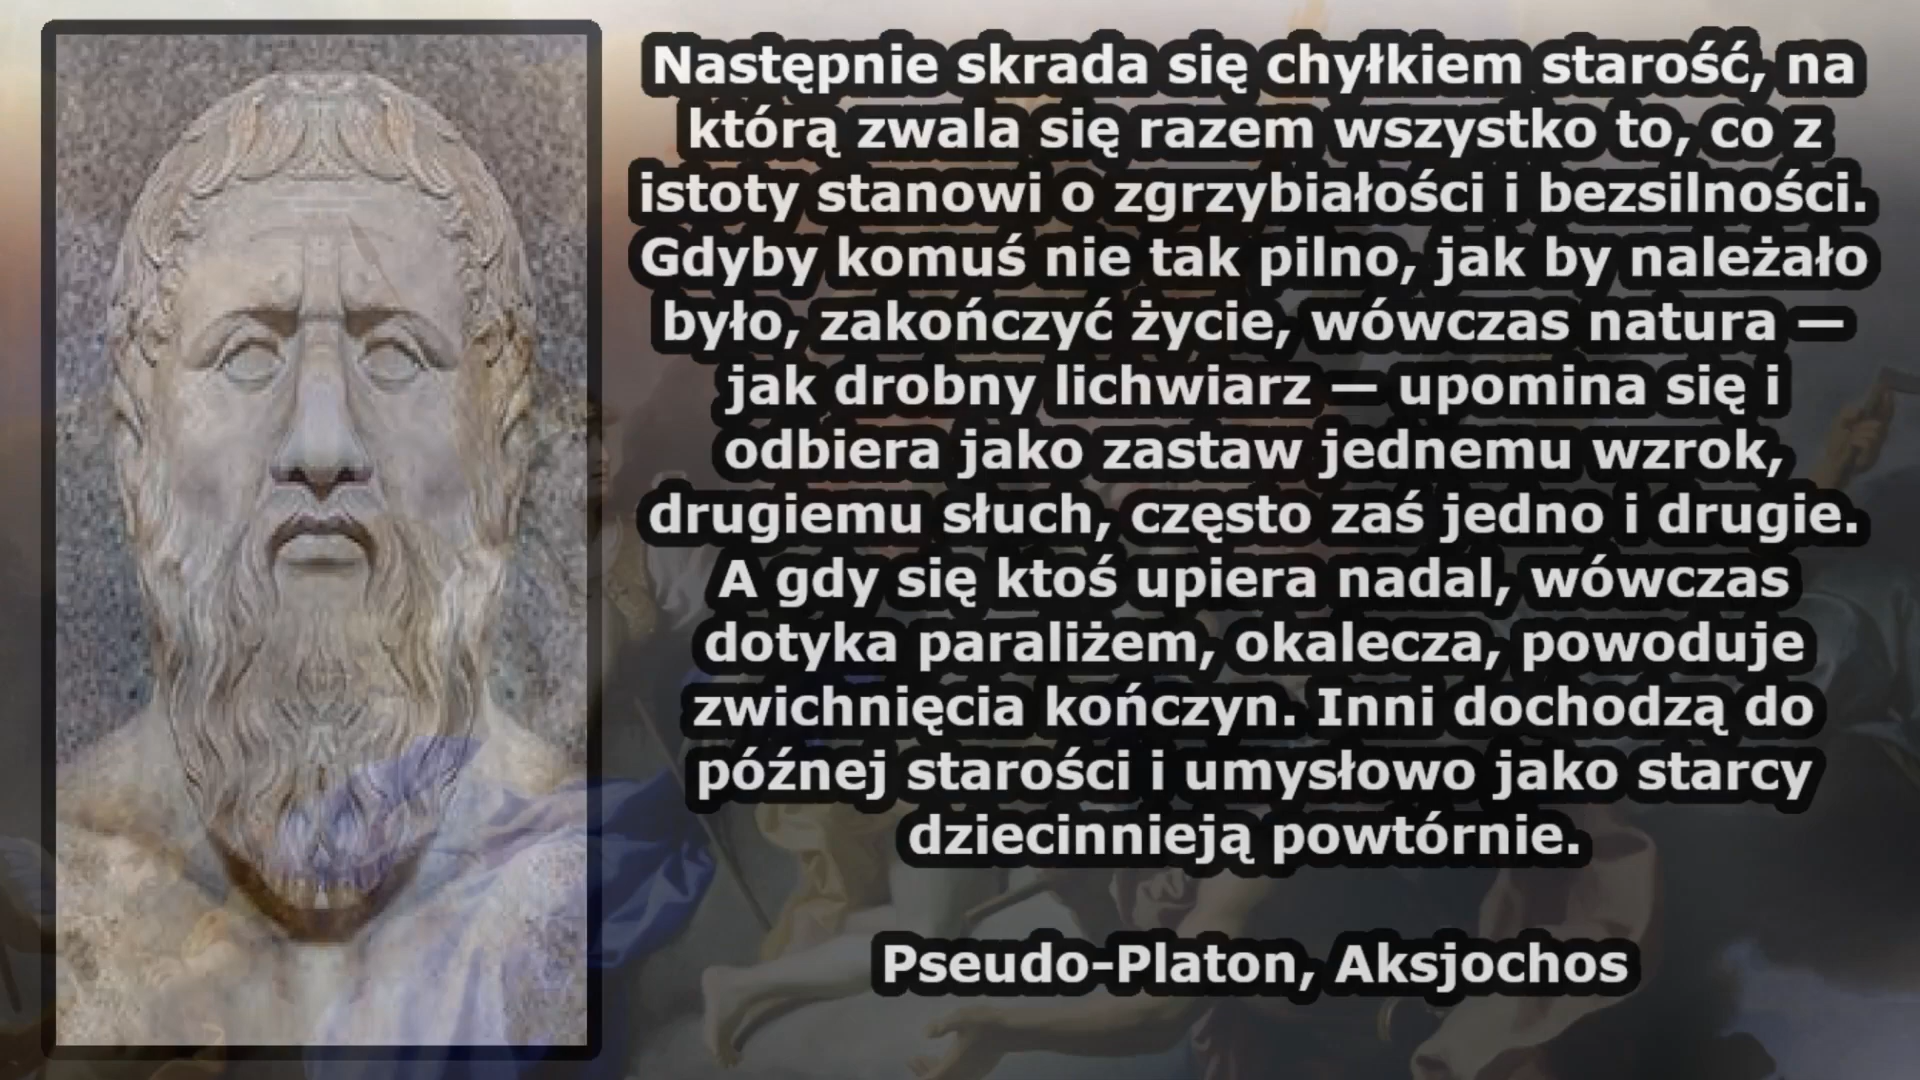 Następnie skrada się chyłkiem starość, na
którą zwala się razem wszystko to, co z
istoty stanowi o zgrzybiałości i bezsilności.
Gdyby komuś nie tak pilno, jak by należało
było, zakończyć życie, wówczas natura —
jak drobny lichwiarz — upomina się i
odbiera jako zastaw jednemu wzrok,
drugiemu słuch, często zaś jedno i drugie.
A gdy się ktoś upiera nadal, wówczas
dotyka paraliżem, okalecza, powoduje
zwichnięcia kończyn. Inni dochodzą do
późnej starości i umysłowo jako starcy
dziecinnieją powtórnie.
Pseudo-Platon, Aksjochos